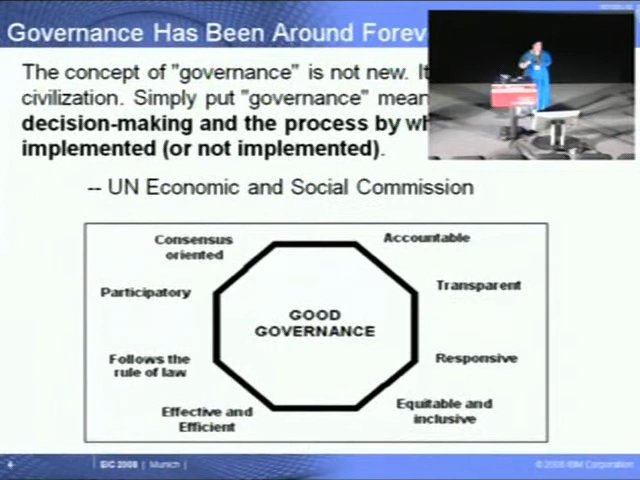 Governance Has Been Around Forev
The concept of "governance" is not new. It
civilization. Simply put "governance" mean
decision-making and the process by wh
implemented (or not implemented).
-- UN Economic and Social Commission
Consensus
oriented
Accountable
Participatory
Transparent
GOOD
GOVERNANCE
Follows the
rule of law
Responsive
Effective and
Efficient
Equitable and
inclusive
4
EIC 2008 | Munich |
© 2008 IBM Corporation